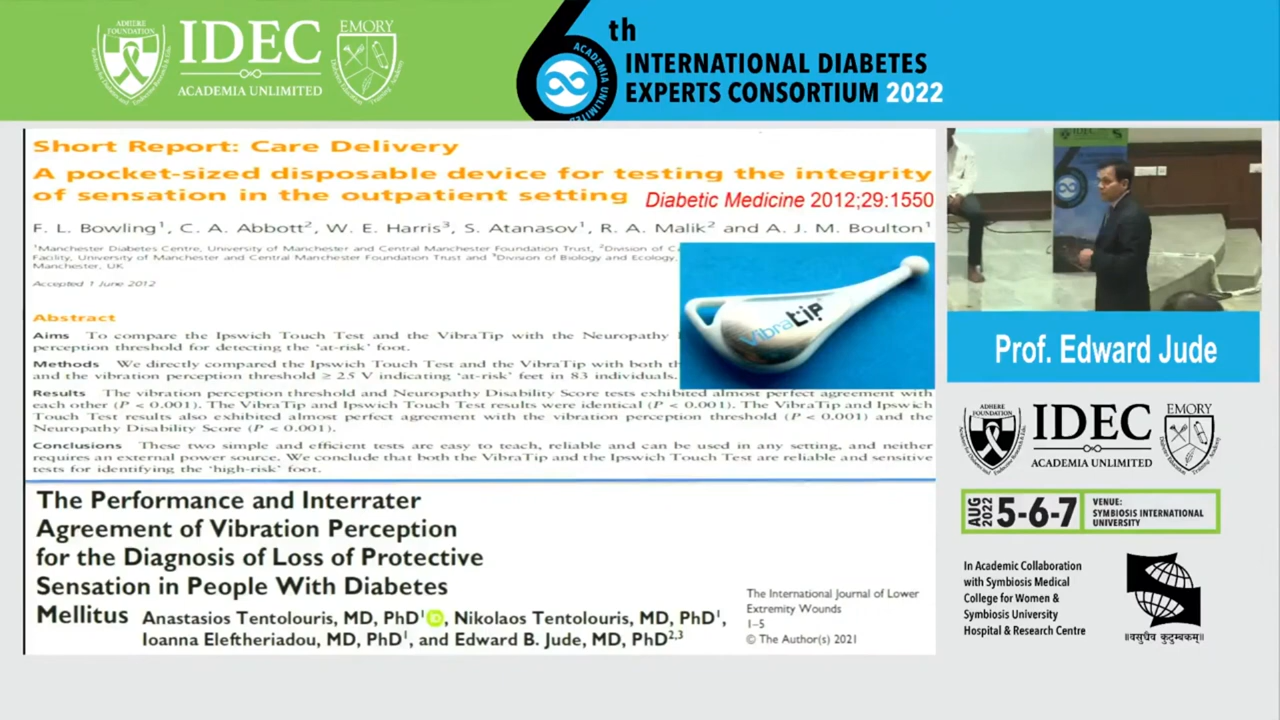 ADHERE
FOUNDATION
IDEC
ACADEMIA UNLIMITED
EMORY
6th
ACADEMIA
UNLIMITED
INTERNATIONAL DIABETES
EXPERTS CONSORTIUM 2022
Short Report: Care Delivery
A pocket-sized disposable device for testing the integrity
of sensation in the outpatient setting Diabetic Medicine 2012;29:1550
F. L. Bowling¹, C. A. Abbott², W. E. Harris³, S. Atanasov¹, R. A. Malik² and A. J. M. Boulton¹
¹Manchester Diabetes Centre, University of Manchester and Central Manchester Foundation Trust, ²Division of C
Facility, University of Manchester and Central Manchester Foundation Trust and ³Division of Biology and Ecology,
Manchester, UK
Accepted 1 June 2012
VibraTip
Abstract
Aims To compare the Ipswich Touch Test and the VibraTip with the Neuropathy
perception threshold for detecting the 'at-risk' foot.
Methods We directly compared the Ipswich Touch Test and the VibraTip with both th
and the vibration perception threshold ≥ 25 V indicating 'at-risk' feet in 83 individuals.
Results The vibration perception threshold and Neuropathy Disability Score tests exhibited almost perfect agreement with
each other (P < 0.001). The VibraTip and Ipswich Touch Test results were identical (P < 0.001). The VibraTip and Ipswich
Touch Test results also exhibited almost perfect agreement with the vibration perception threshold (P < 0.001) and the
Neuropathy Disability Score (P < 0.001).
Conclusions These two simple and efficient tests are easy to teach, reliable and can be used in any setting, and neither
requires an external power source. We conclude that both the VibraTip and the Ipswich Touch Test are reliable and sensitive
tests for identifying the 'high-risk' foot.
The Performance and Interrater
Agreement of Vibration Perception
for the Diagnosis of Loss of Protective
Sensation in People With Diabetes
Mellitus Anastasios Tentolouris, MD, PhD¹ iD, Nikolaos Tentolouris, MD, PhD¹,
Ioanna Eleftheriadou, MD, PhD¹, and Edward B. Jude, MD, PhD²,³
The International Journal of Lower
Extremity Wounds
1–5
© The Author(s) 2021
Prof. Edward Jude
ADHERE
FOUNDATION
IDEC
ACADEMIA UNLIMITED
EMORY
AUG 2022 5-6-7
VENUE:
SYMBIOSIS INTERNATIONAL
UNIVERSITY
In Academic Collaboration
with Symbiosis Medical
College for Women &
Symbiosis University
Hospital & Research Centre
॥वसुधैव कुटुम्बकम्॥